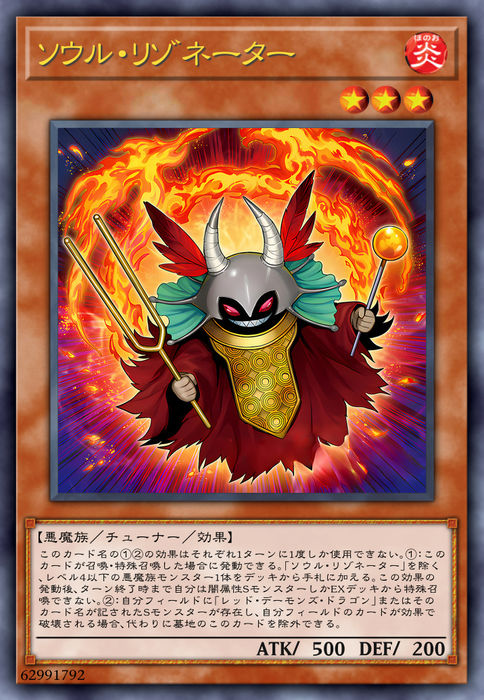 ソウル・リゾネーター
ほのお
炎
【悪魔族／チューナー／効果】
このカード名の①②の効果はそれぞれ1ターンに1度しか使用できない。①：この
カードが召喚・特殊召喚した場合に発動できる。「ソウル・リゾネーター」を除く、
レベル4以下の悪魔族モンスター1体をデッキから手札に加える。この効果の
発動後、ターン終了時まで自分は闇属性SモンスターしかEXデッキから特殊召
喚できない。②：自分フィールドに「レッド・デーモンズ・ドラゴン」またはそ
のカード名が記されたSモンスターが存在し、自分フィールドのカードが効果で
破壊される場合、代わりに墓地のこのカードを除外できる。
ATK/ 500 DEF/ 200
62991792